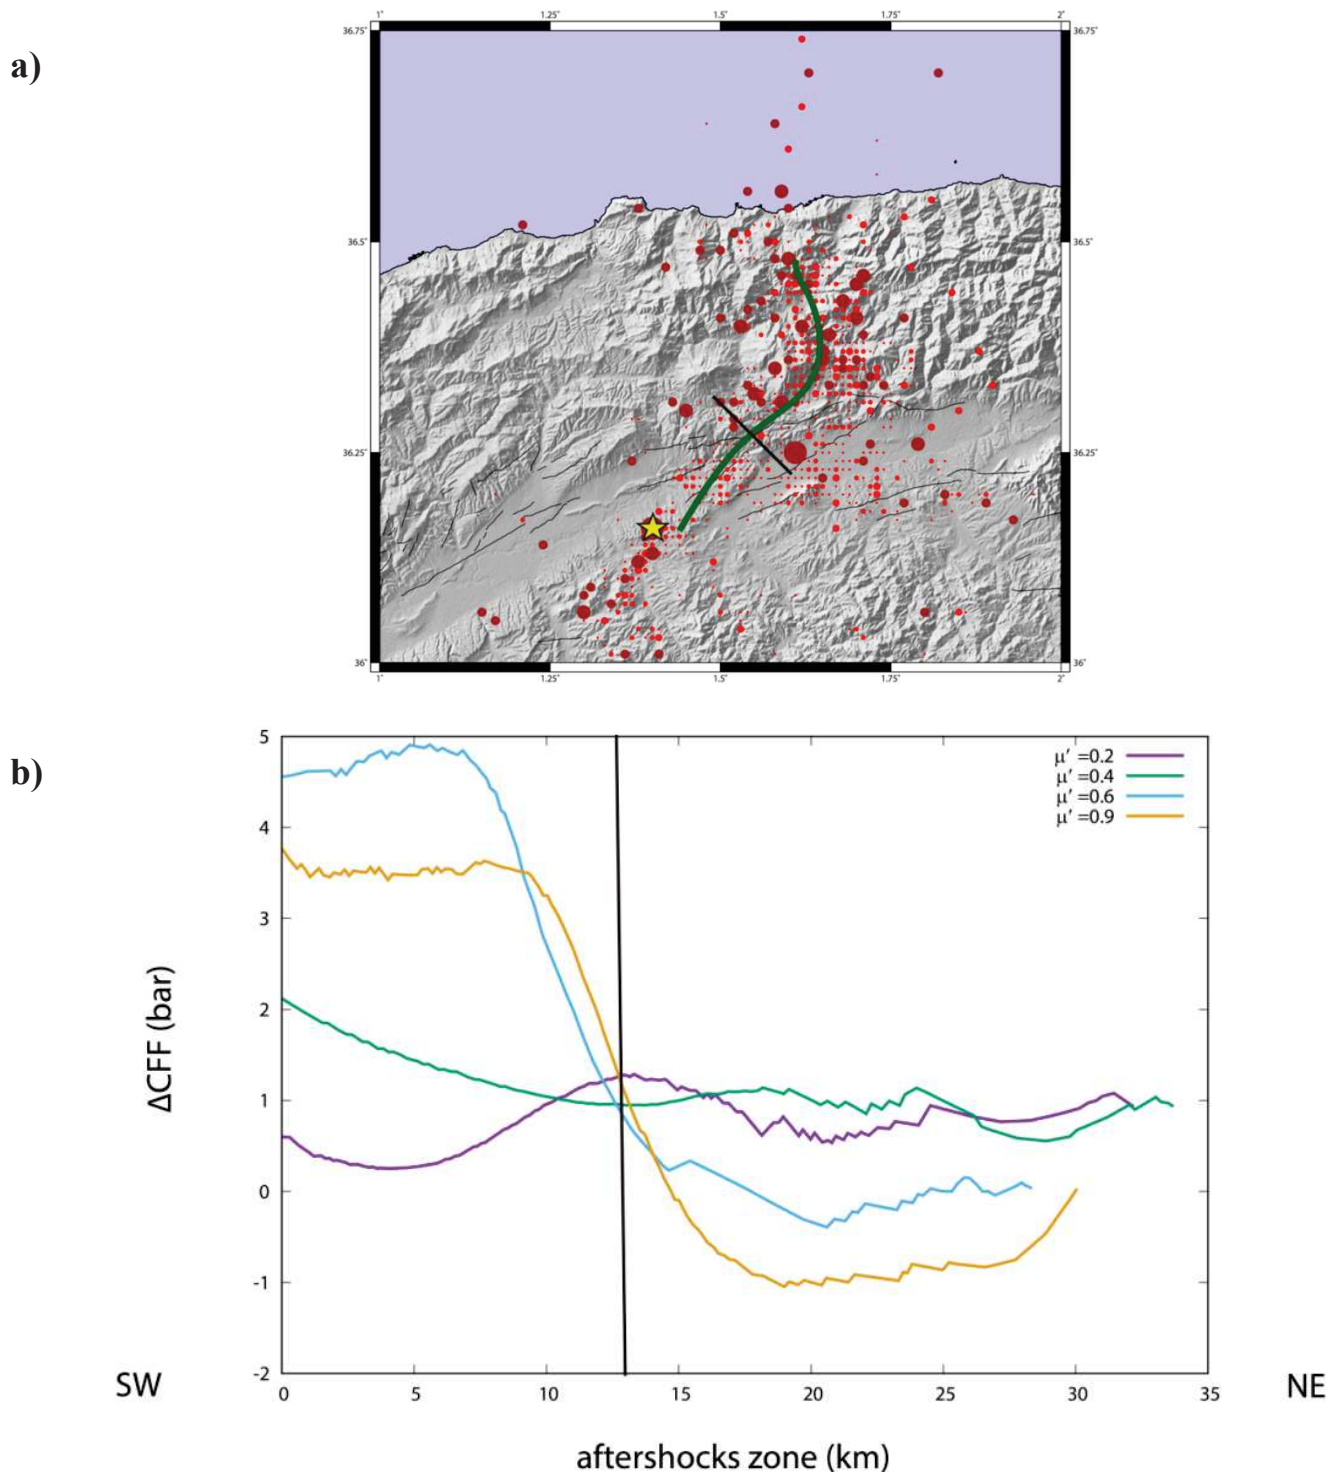 a)
1° 1.25° 1.5° 1.75° 2°
36.75° 36.75°
36.5° 36.5°
36.25° 36.25°
36° 36°
1° 1.25° 1.5° 1.75° 2°
b)
5
4
3
2
1
0
-1
-2
ΔCFF (bar)
μ' =0.2
μ' =0.4
μ' =0.6
μ' =0.9
SW
0 5 10 15 20 25 30 35
NE
aftershocks zone (km)